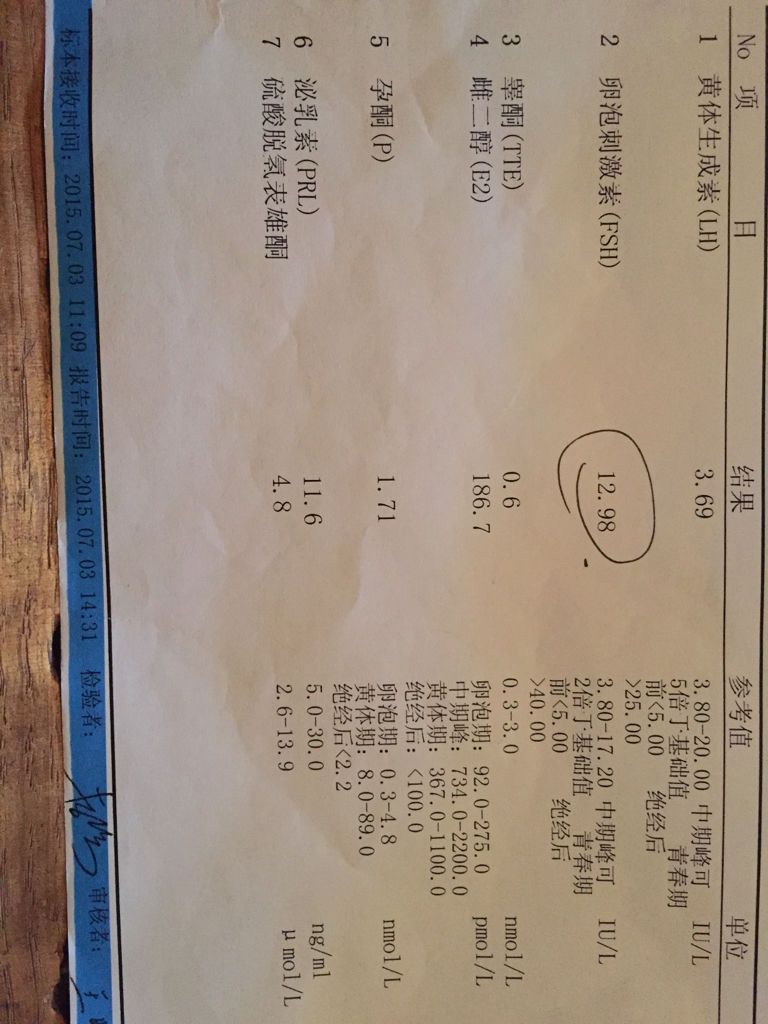 No 项 目 结果 参考值 单位
1 黄体生成素(LH) 3.69 3.80-20.00 中期峰可 IU/L
5倍于基础值 青春期
前<5.00 绝经后
>25.00
2 卵泡刺激素(FSH) 12.98 3.80-17.20 中期峰可 IU/L
2倍于基础值 青春期
前<5.00 绝经后
>40.00
3 睾酮(TTE) 0.6 0.3-3.0 nmol/L
4 雌二醇(E2) 186.7 卵泡期: 92.0-275.0 pmol/L
中期峰: 734.0-2200.0
黄体期: 367.0-1100.0
绝经后: <100.0
5 孕酮(P) 1.71 卵泡期: 0.3-4.8 nmol/L
黄体期: 8.0-89.0
绝经后<2.2
6 泌乳素(PRL) 11.6 5.0-30.0 ng/ml
7 硫酸脱氢表雄酮 4.8 2.6-13.9 μmol/L
标本接收时间: 2015.07.03 11:09 报告时间: 2015.07.03 14:31 检验者: 审核者: